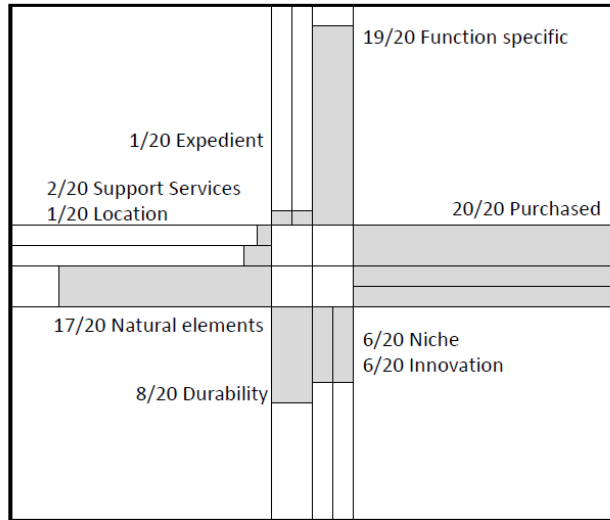 19/20 Function specific
1/20 Expedient
2/20 Support Services
1/20 Location
20/20 Purchased
17/20 Natural elements
8/20 Durability
6/20 Niche
6/20 Innovation